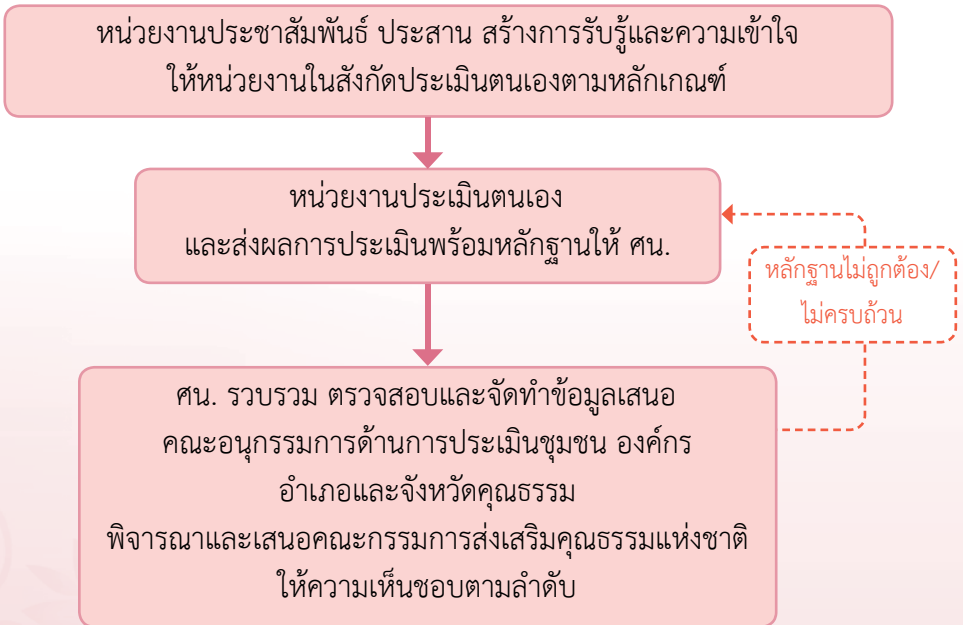 หน่วยงานประชาสัมพันธ์ ประสาน สร้างการรับรู้และความเข้าใจ
ให้หน่วยงานในสังกัดประเมินตนเองตามหลักเกณฑ์
หน่วยงานประเมินตนเอง
และส่งผลการประเมินพร้อมหลักฐานให้ ศน.
หลักฐานไม่ถูกต้อง/
ไม่ครบถ้วน
ศน. รวบรวม ตรวจสอบและจัดทำข้อมูลเสนอ
คณะอนุกรรมการด้านการประเมินชุมชน องค์กร
อำเภอและจังหวัดคุณธรรม
พิจารณาและเสนอคณะกรรมการส่งเสริมคุณธรรมแห่งชาติ
ให้ความเห็นชอบตามลำดับ